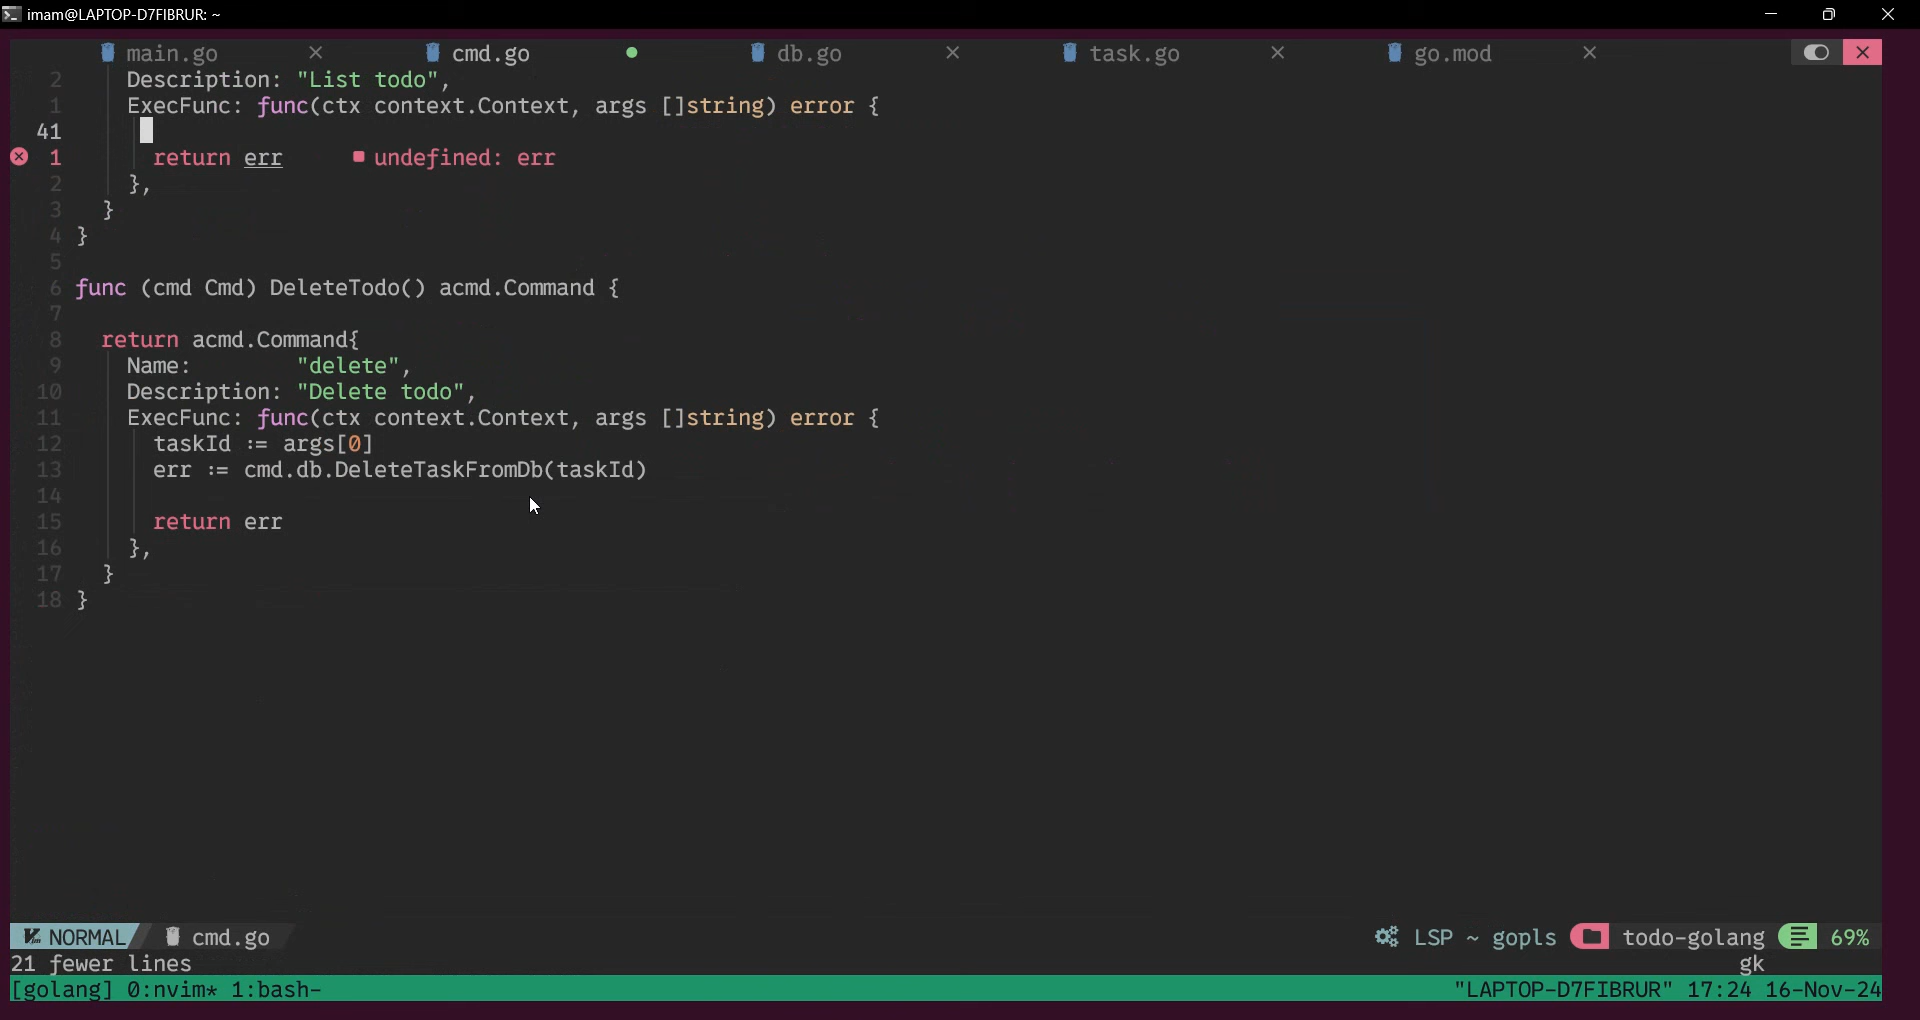 imam@LAPTOP-D7FIBRUR: ~
main.go cmd.go db.go task.go go.mod
2 Description: "List todo",
1 ExecFunc: func(ctx context.Context, args []string) error {
41
1 return err undefined: err
2 },
3 }
4 }
5
6 func (cmd Cmd) DeleteTodo() acmd.Command {
7
8 return acmd.Command{
9 Name: "delete",
10 Description: "Delete todo",
11 ExecFunc: func(ctx context.Context, args []string) error {
12 taskId := args[0]
13 err := cmd.db.DeleteTaskFromDb(taskId)
14
15 return err
16 },
17 }
18 }
NORMAL cmd.go LSP ~ gopls todo-golang 69%
21 fewer lines gk
[golang] 0:nvim* 1:bash- "LAPTOP-D7FIBRUR" 17:24 16-Nov-24